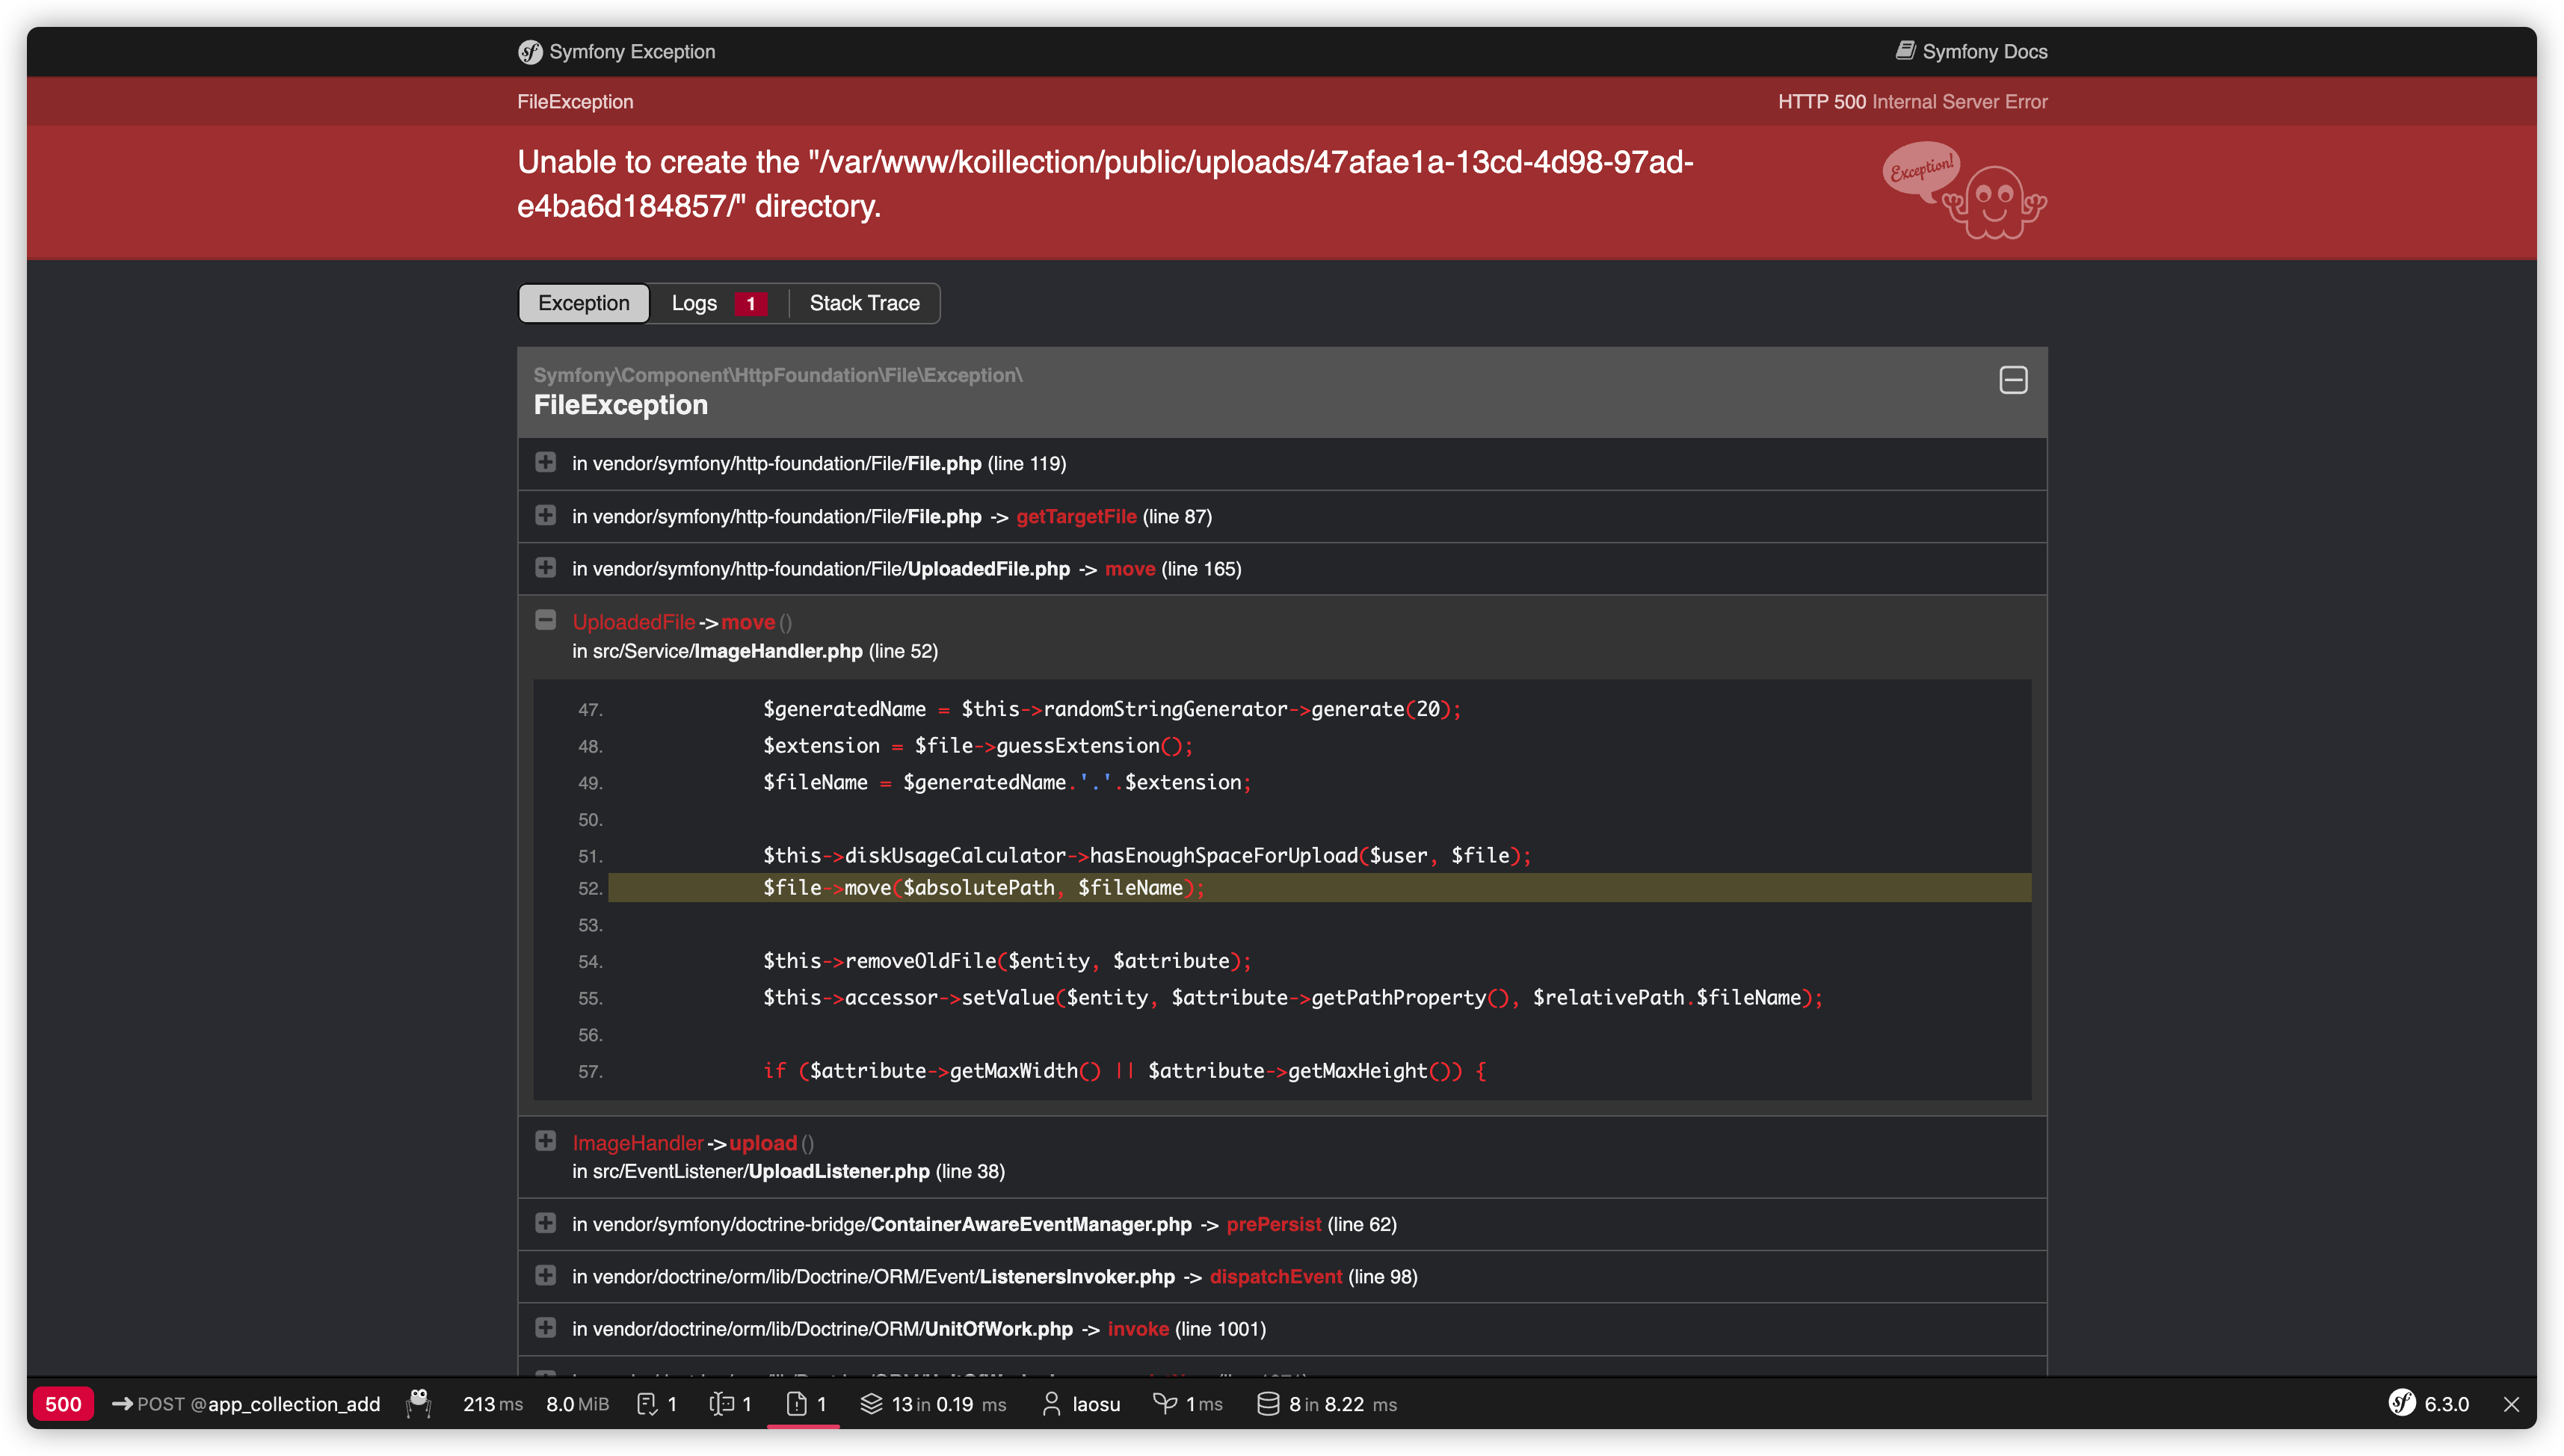 Symfony Exception
Symfony Docs
FileException
HTTP 500 Internal Server Error
Unable to create the "/var/www/koillection/public/uploads/47afae1a-13cd-4d98-97ad-
e4ba6d184857/" directory.
Exception!
Exception
Logs 1
Stack Trace
Symfony\Component\HttpFoundation\File\Exception\
FileException
in vendor/symfony/http-foundation/File/File.php (line 119)
in vendor/symfony/http-foundation/File/File.php -> getTargetFile (line 87)
in vendor/symfony/http-foundation/File/UploadedFile.php -> move (line 165)
UploadedFile->move()
in src/Service/ImageHandler.php (line 52)
47. $generatedName = $this->randomStringGenerator->generate(20);
48. $extension = $file->guessExtension();
49. $fileName = $generatedName.'.'.$extension;
50.
51. $this->diskUsageCalculator->hasEnoughSpaceForUpload($user, $file);
52. $file->move($absolutePath, $fileName);
53.
54. $this->removeOldFile($entity, $attribute);
55. $this->accessor->setValue($entity, $attribute->getPathProperty(), $relativePath.$fileName);
56.
57. if ($attribute->getMaxWidth() || $attribute->getMaxHeight()) {
ImageHandler->upload()
in src/EventListener/UploadListener.php (line 38)
in vendor/symfony/doctrine-bridge/ContainerAwareEventManager.php -> prePersist (line 62)
in vendor/doctrine/orm/lib/Doctrine/ORM/Event/ListenersInvoker.php -> dispatchEvent (line 98)
in vendor/doctrine/orm/lib/Doctrine/ORM/UnitOfWork.php -> invoke (line 1001)
500 POST @app_collection_add 213 ms 8.0 MiB 1 1 1 13 in 0.19 ms laosu 1 ms 8 in 8.22 ms sf 6.3.0